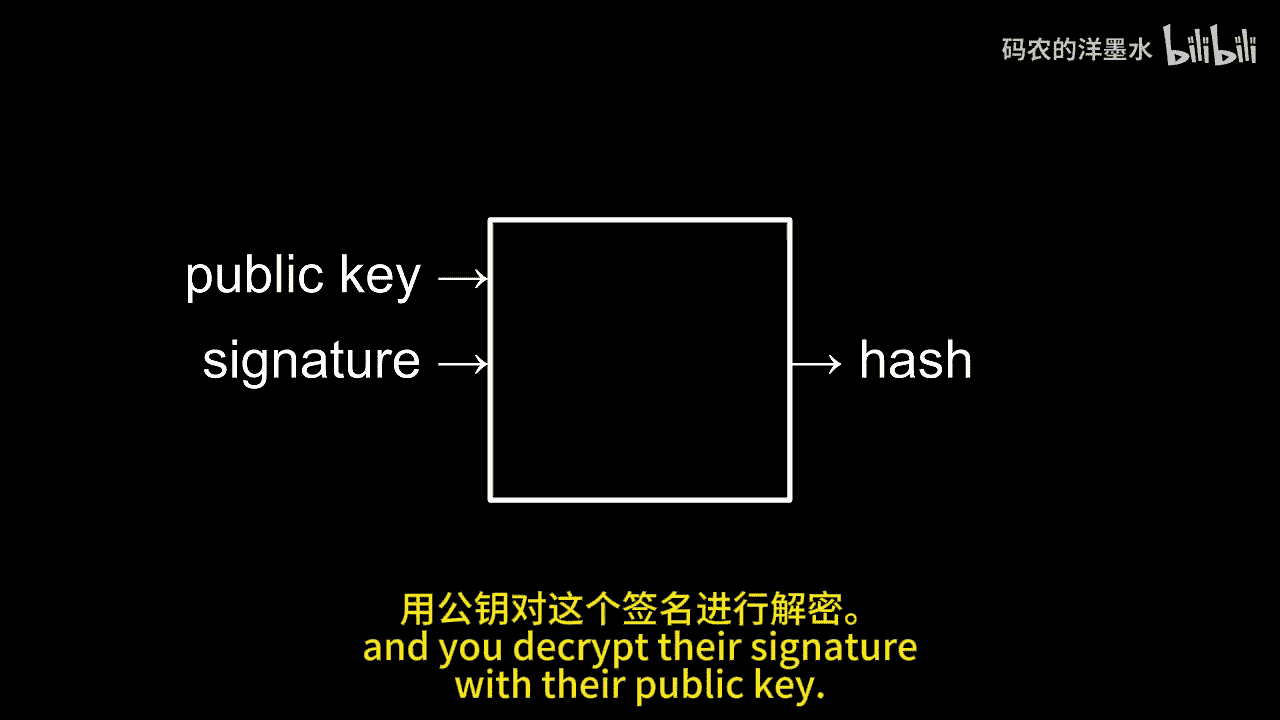 码农的洋墨水 bilibili
public key →
signature → → hash
用公钥对这个签名进行解密。
and you decrypt their signature
with their public key.